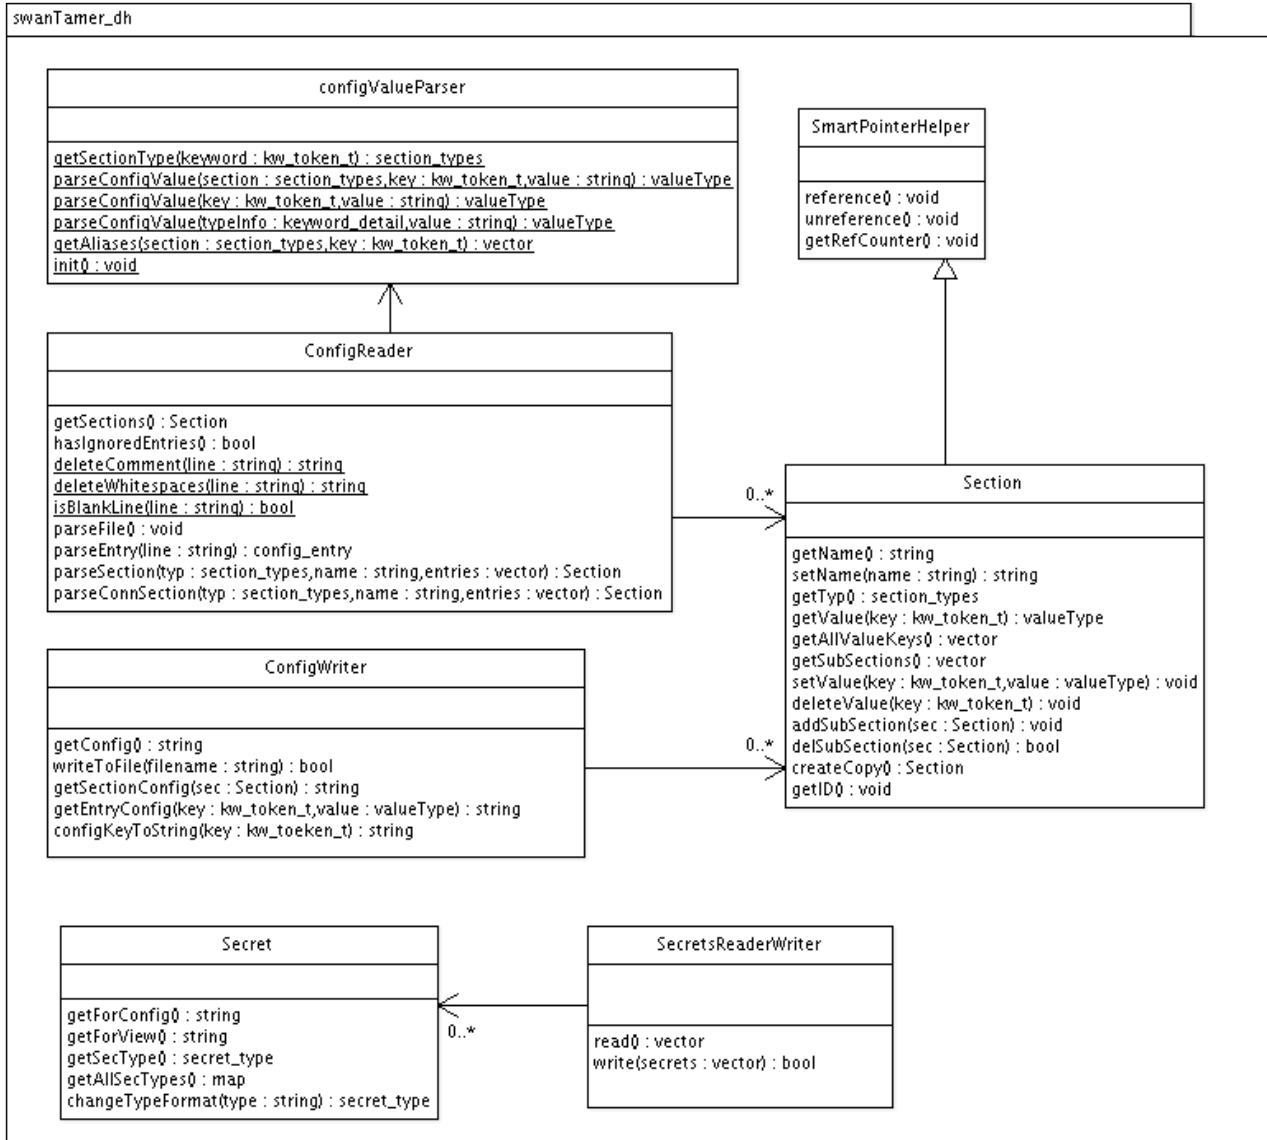 swanTamer_dh
configValueParser
getSectionType(keyword : kw_token_t) : section_types
parseConfigValue(section : section_types,key : kw_token_t,value : string) : valueType
parseConfigValue(key : kw_token_t,value : string) : valueType
parseConfigValue(typeInfo : keyword_detail,value : string) : valueType
getAliases(section : section_types,key : kw_token_t) : vector
init() : void
SmartPointerHelper
reference() : void
unreference() : void
getRefCounter() : void
ConfigReader
getSections() : Section
hasIgnoredEntries() : bool
deleteComment(line : string) : string
deleteWhitespaces(line : string) : string
isBlankLine(line : string) : bool
parseFile() : void
parseEntry(line : string) : config_entry
parseSection(typ : section_types,name : string,entries : vector) : Section
parseConnSection(typ : section_types,name : string,entries : vector) : Section
0..*
Section
getName() : string
setName(name : string) : string
getTyp() : section_types
getValue(key : kw_token_t) : valueType
getAllValueKeys() : vector
getSubSections() : vector
setValue(key : kw_token_t,value : valueType) : void
deleteValue(key : kw_token_t) : void
addSubSection(sec : Section) : void
delSubSection(sec : Section) : bool
createCopy() : Section
getID() : void
ConfigWriter
getConfig() : string
writeToFile(filename : string) : bool
getSectionConfig(sec : Section) : string
getEntryConfig(key : kw_token_t,value : valueType) : string
configKeyToString(key : kw_toeken_t) : string
0..*
Secret
getForConfig() : string
getForView() : string
getSecType() : secret_type
getAllSecTypes() : map
changeTypeFormat(type : string) : secret_type
0..*
SecretsReaderWriter
read() : vector
write(secrets : vector) : bool